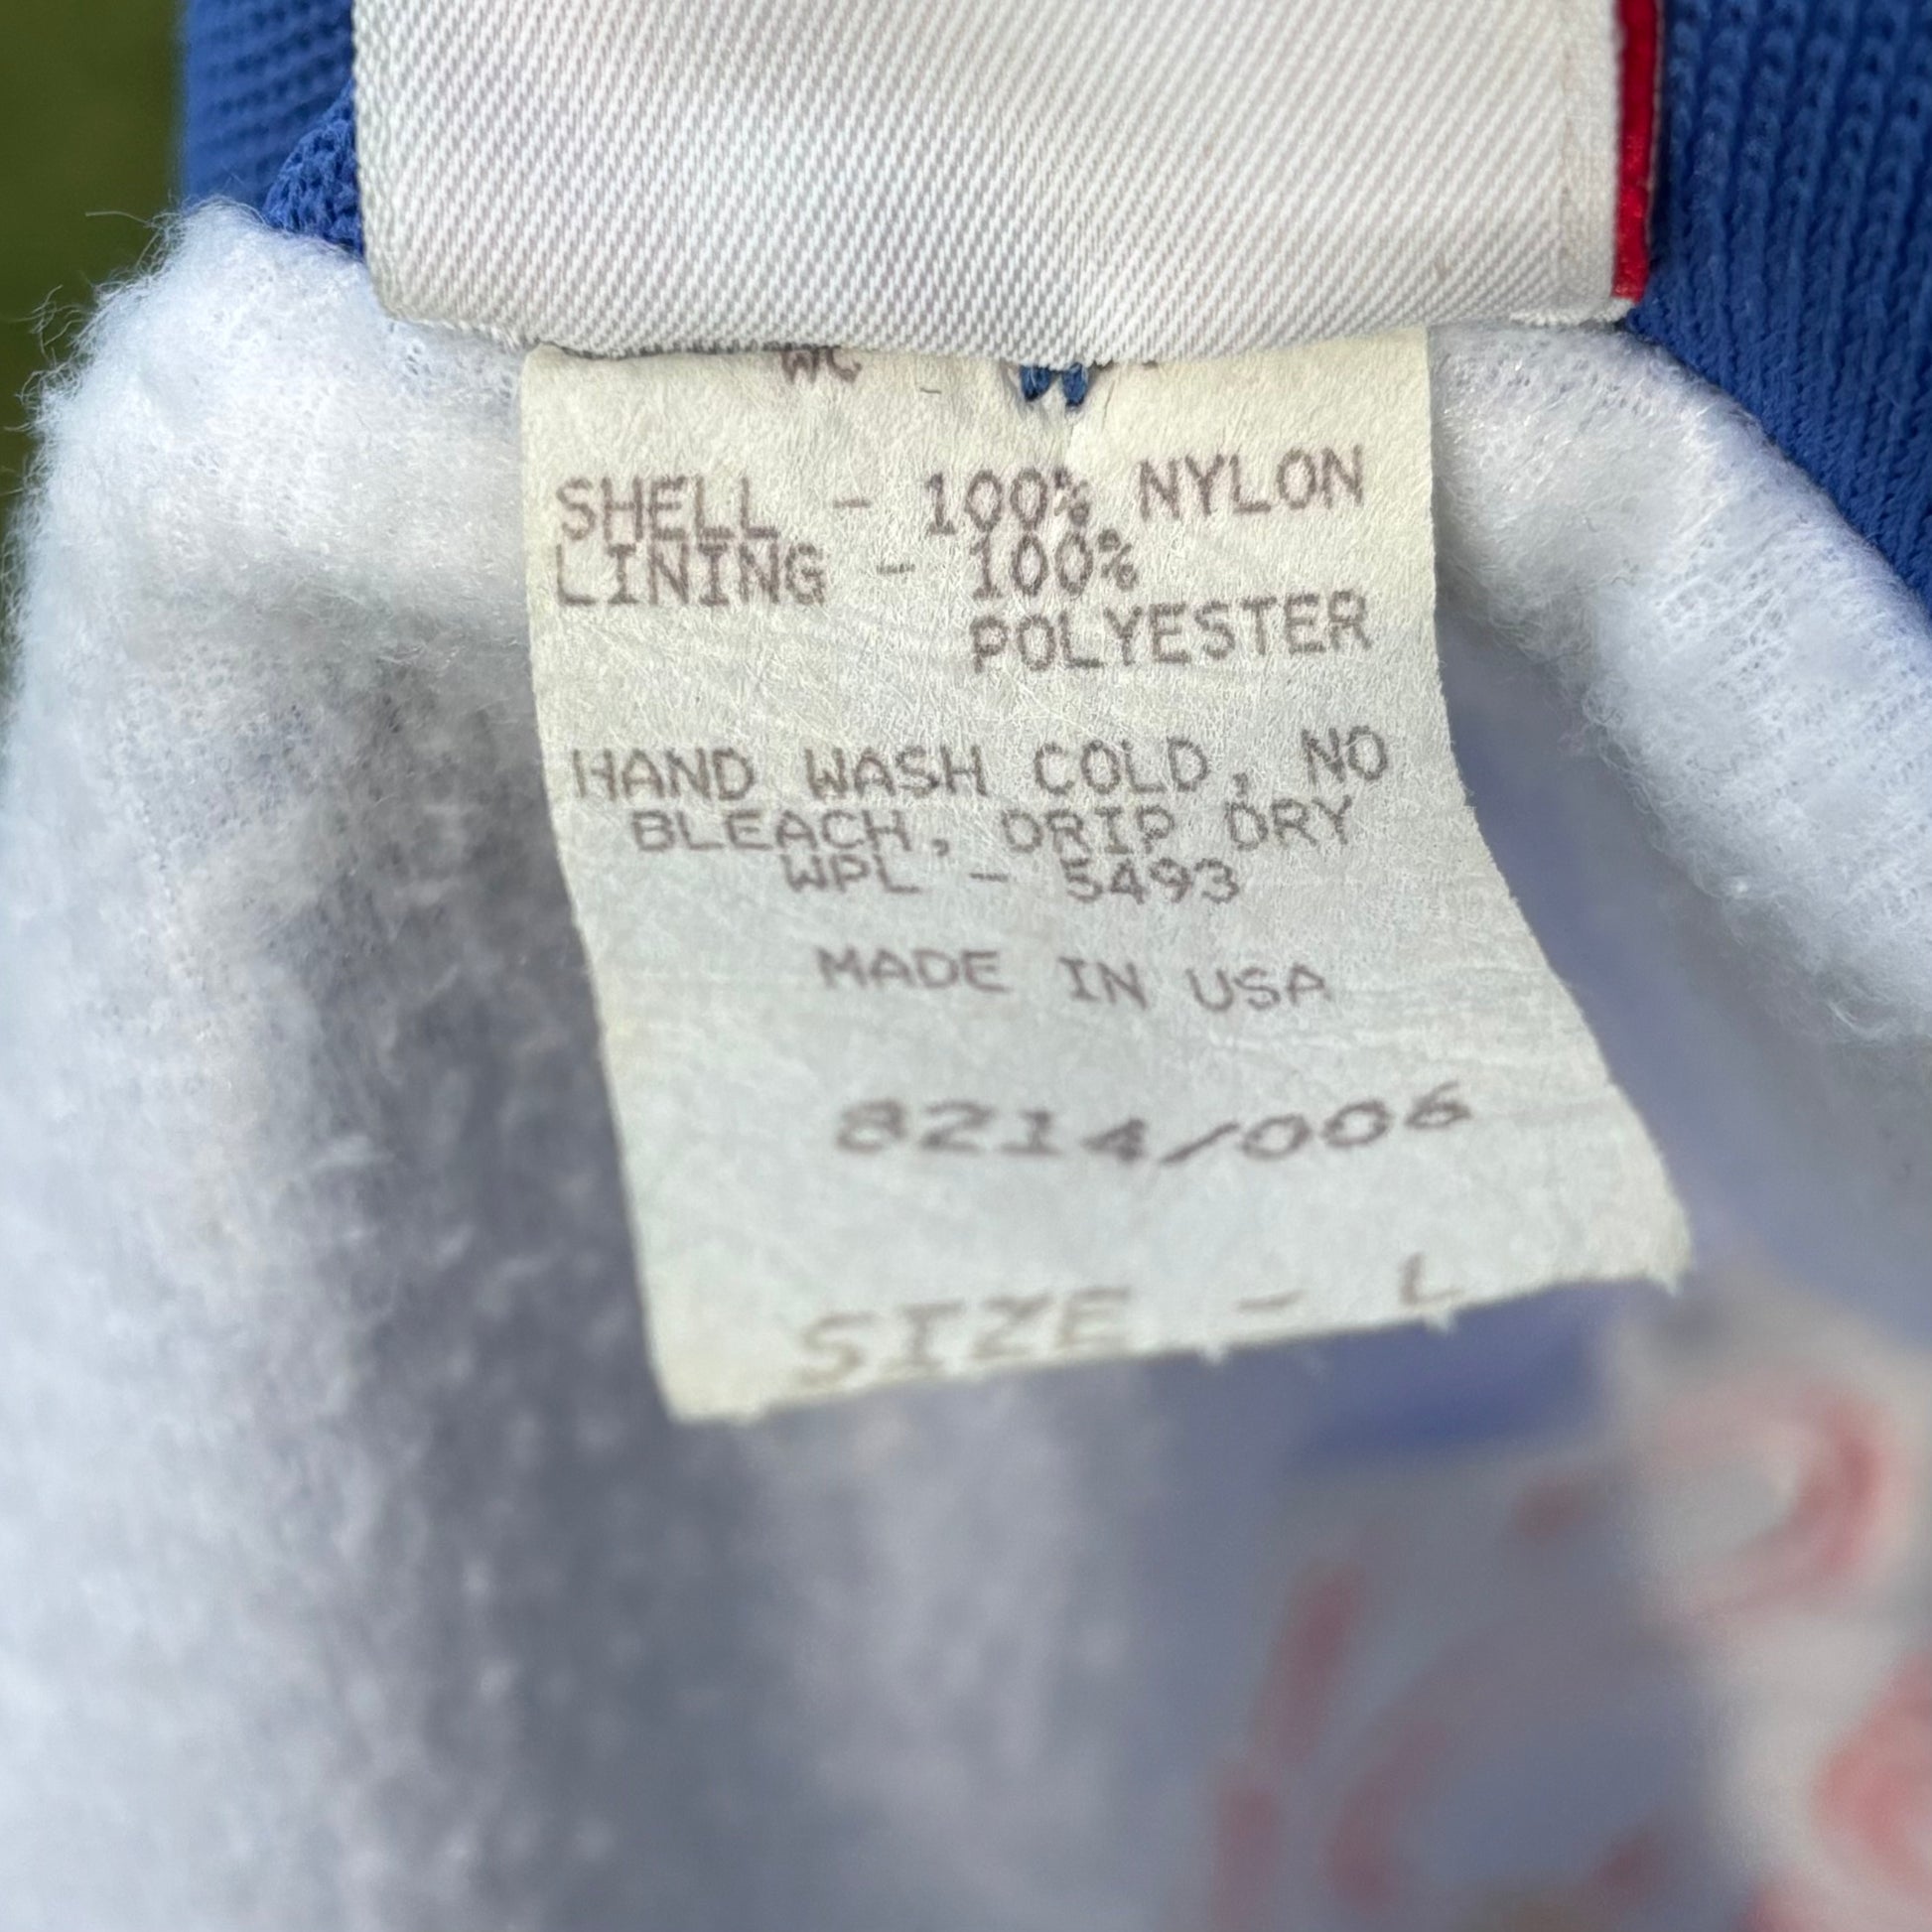 SHELL - 100% NYLON
LINING - 100%
POLYESTER
HAND WASH COLD, NO
BLEACH, DRIP DRY
WPL - 5493
MADE IN USA
8214/006
SIZE - L